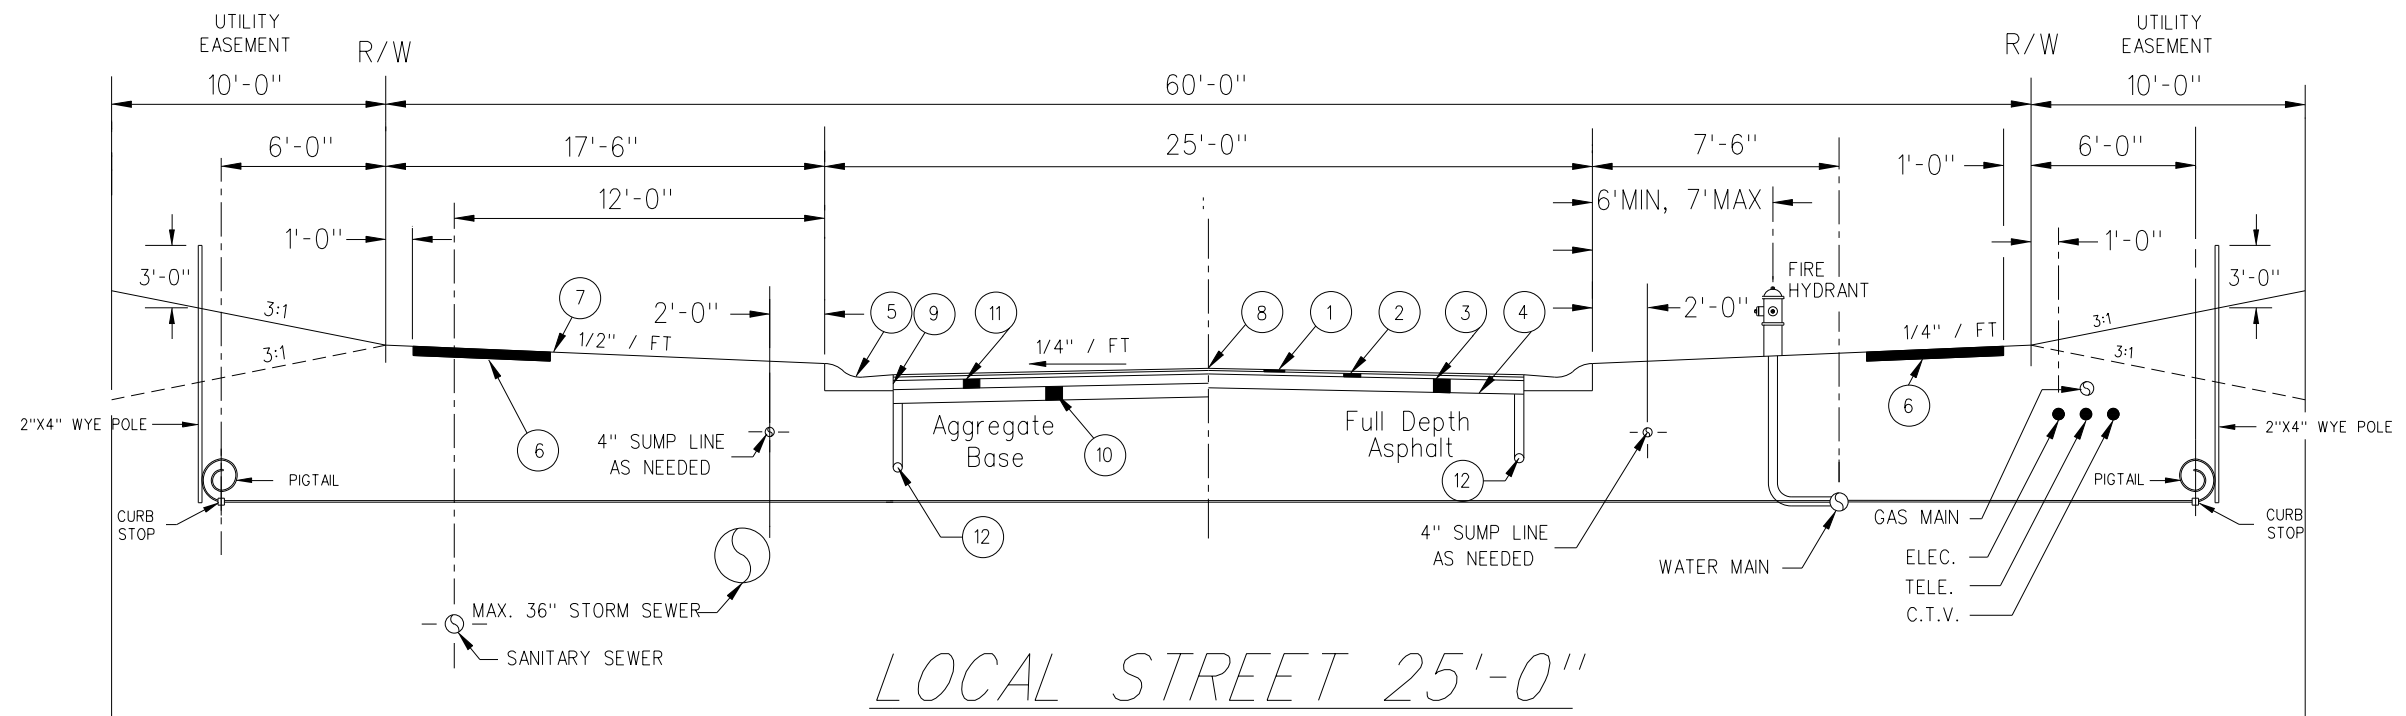 UTILITY
EASEMENT
R/W
10'-0"
60'-0"
R/W
UTILITY
EASEMENT
10'-0"
6'-0"
17'-6"
25'-0"
7'-6"
1'-0"
6'-0"
12'-0"
6'MIN, 7'MAX
1'-0"
1'-0"
3'-0"
3'-0"
FIRE
HYDRANT
3:1
3:1
7
1/2" / FT
2'-0"
5
9
11
1/4" / FT
8
1
2
3
4
2'-0"
1/4" / FT
3:1
3:1
2"X4" WYE POLE
6
4" SUMP LINE
AS NEEDED
Aggregate
Base
10
Full Depth
Asphalt
12
6
2"X4" WYE POLE
PIGTAIL
PIGTAIL
CURB
STOP
12
4" SUMP LINE
AS NEEDED
WATER MAIN
GAS MAIN
ELEC.
TELE.
C.T.V.
CURB
STOP
MAX. 36" STORM SEWER
SANITARY SEWER
LOCAL STREET 25'-0"